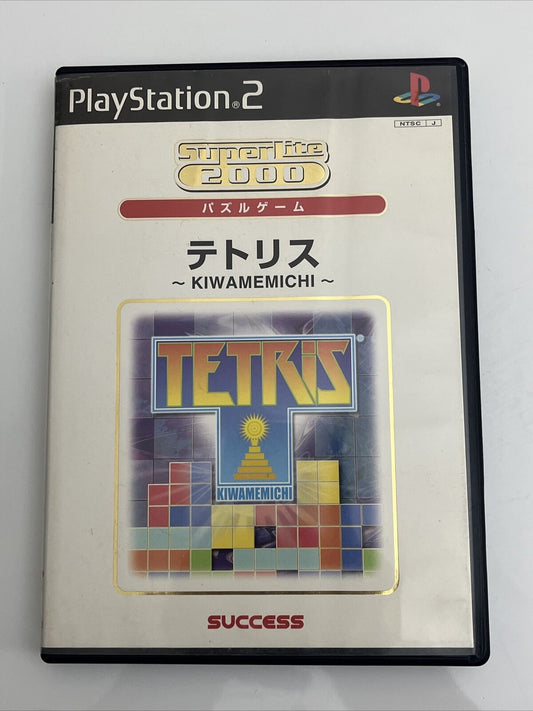 PlayStation®2
NTSC J
SuperLite
2000
パズルゲーム
テトリス
～ KIWAMEMICHI ～
TETRiS®
KIWAMEMICHI
SUCCESS